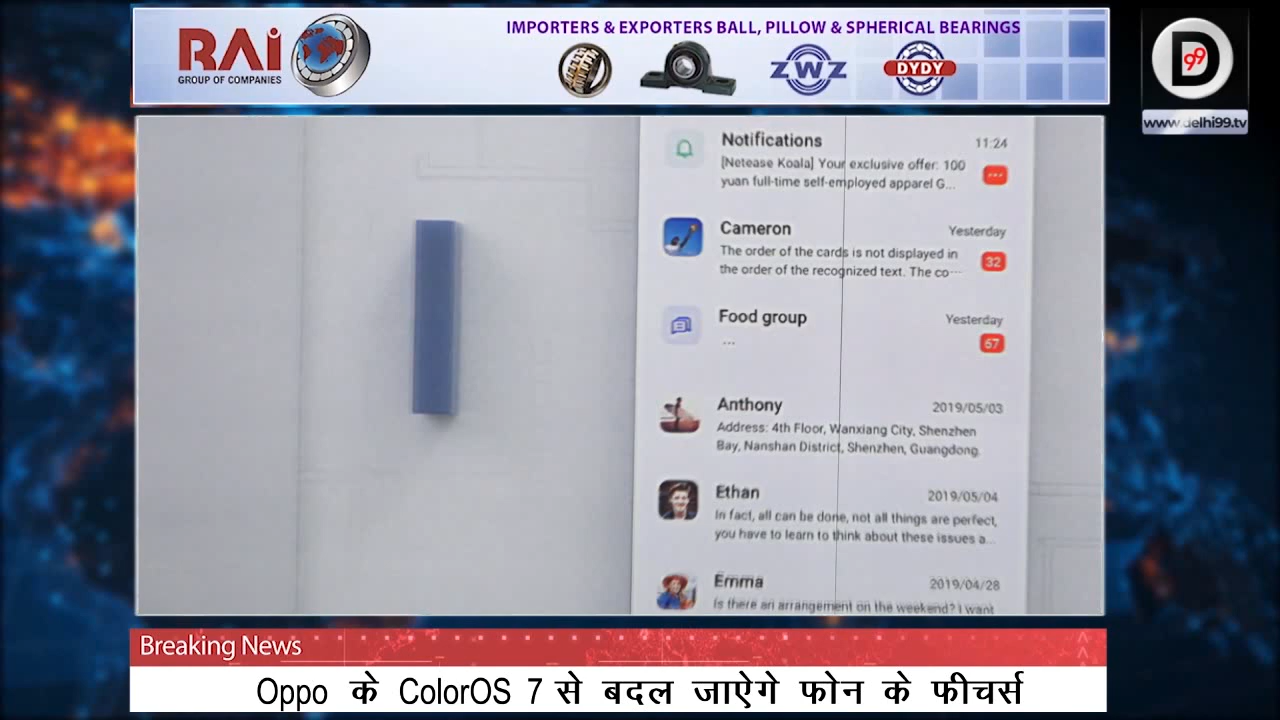 RAi
GROUP OF COMPANIES
IMPORTERS & EXPORTERS BALL, PILLOW & SPHERICAL BEARINGS
ZWZ
DYDY
D
99
www.delhi99.tv
Notifications
11:24
[Netease Koala] Your exclusive offer: 100
yuan full-time self-employed apparel G...
Cameron
Yesterday
The order of the cards is not displayed in
the order of the recognized text. The co...
32
Food group
Yesterday
...
67
Anthony
2019/05/03
Address: 4th Floor, Wanxiang City, Shenzhen
Bay, Nanshan District, Shenzhen, Guangdong
Ethan
2019/05/04
In fact, all can be done, not all things are perfect,
you have to learn to think about these issues a...
Emma
2019/04/28
Is there an arrangement on the weekend? I want
Breaking News
Oppo के ColorOS 7 से बदल जाऐगे फोन के फीचर्स